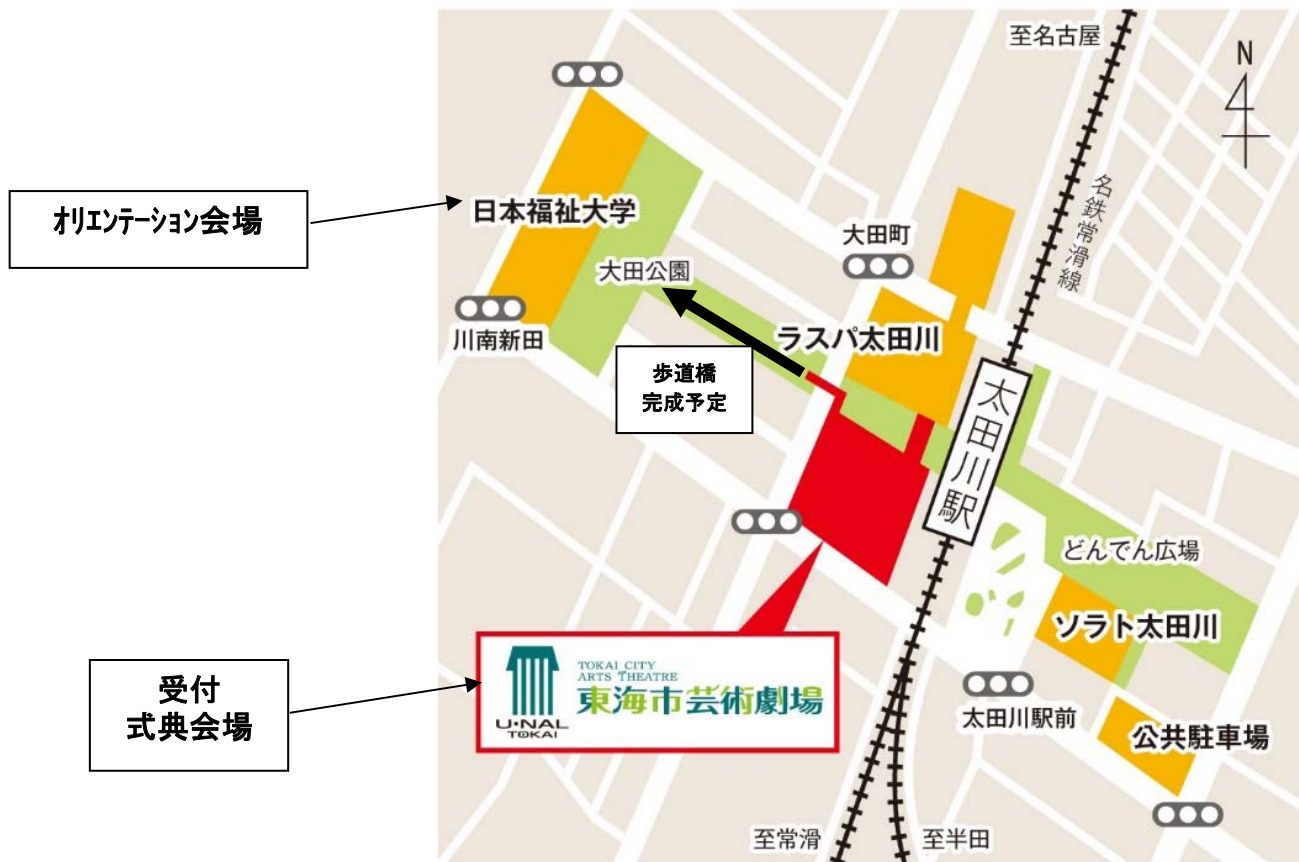 至名古屋
N
名鉄常滑線
オリエンテーション会場
日本福祉大学
大田町
大田公園
川南新田
ラスパ太田川
歩道橋
完成予定
太田川駅
どんでん広場
ソラト太田川
受付
式典会場
TOKAI CITY
ARTS THEATRE
東海市芸術劇場
U•NAL
TOKAI
太田川駅前
公共駐車場
至常滑
至半田